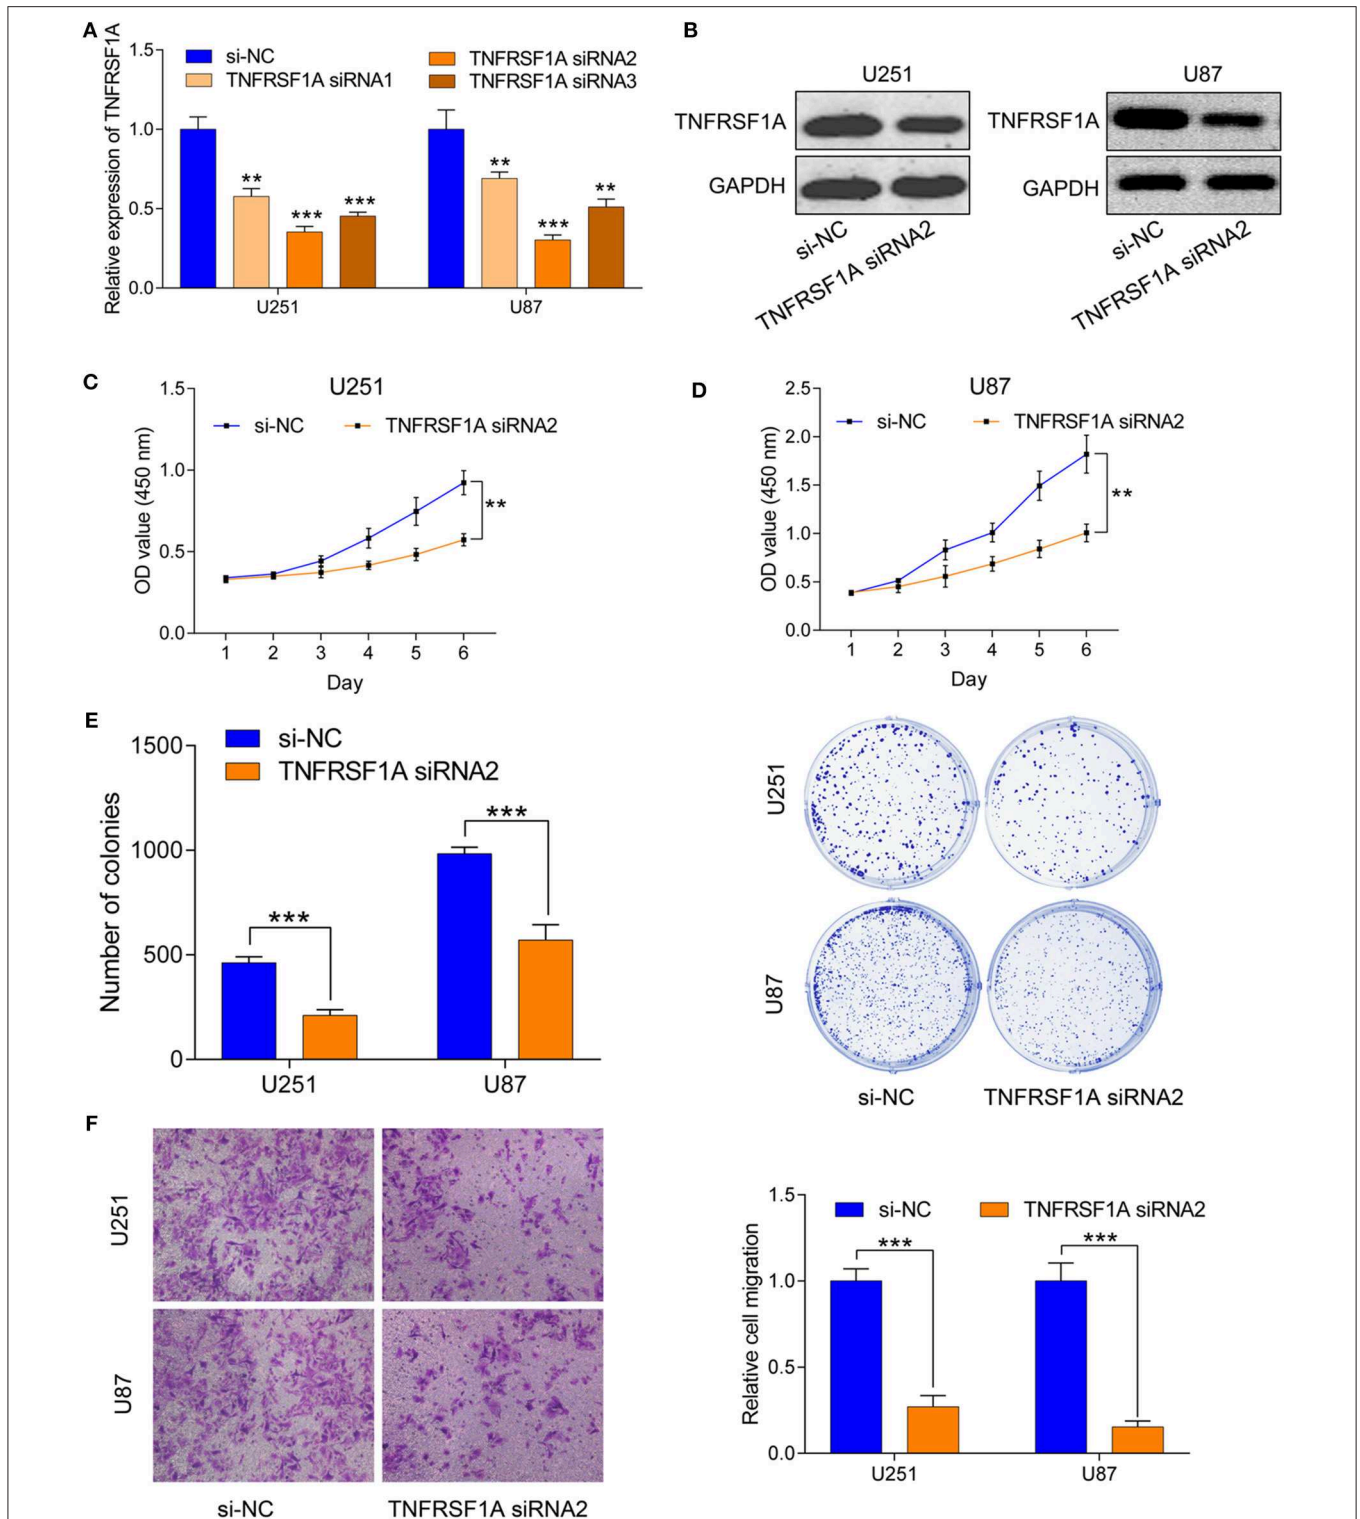 A
Relative expression of TNFRSF1A
1.5
1.0
0.5
0.0
si-NC
TNFRSF1A siRNA1
TNFRSF1A siRNA2
TNFRSF1A siRNA3
** *** ***
** *** **
U251 U87
B
U251 U87
TNFRSF1A
GAPDH
si-NC
TNFRSF1A siRNA2
TNFRSF1A
GAPDH
si-NC
TNFRSF1A siRNA2
C
U251
OD value (450 nm)
1.5
1.0
0.5
0.0
si-NC TNFRSF1A siRNA2
**
1 2 3 4 5 6
Day
D
U87
OD value (450 nm)
2.5
2.0
1.5
1.0
0.5
0.0
si-NC TNFRSF1A siRNA2
**
1 2 3 4 5 6
Day
E
Number of colonies
1500
1000
500
0
si-NC
TNFRSF1A siRNA2
*** ***
U251 U87
U251
U87
si-NC TNFRSF1A siRNA2
F
U251
U87
si-NC TNFRSF1A siRNA2
Relative cell migration
1.5
1.0
0.5
0.0
si-NC TNFRSF1A siRNA2
*** ***
U251 U87